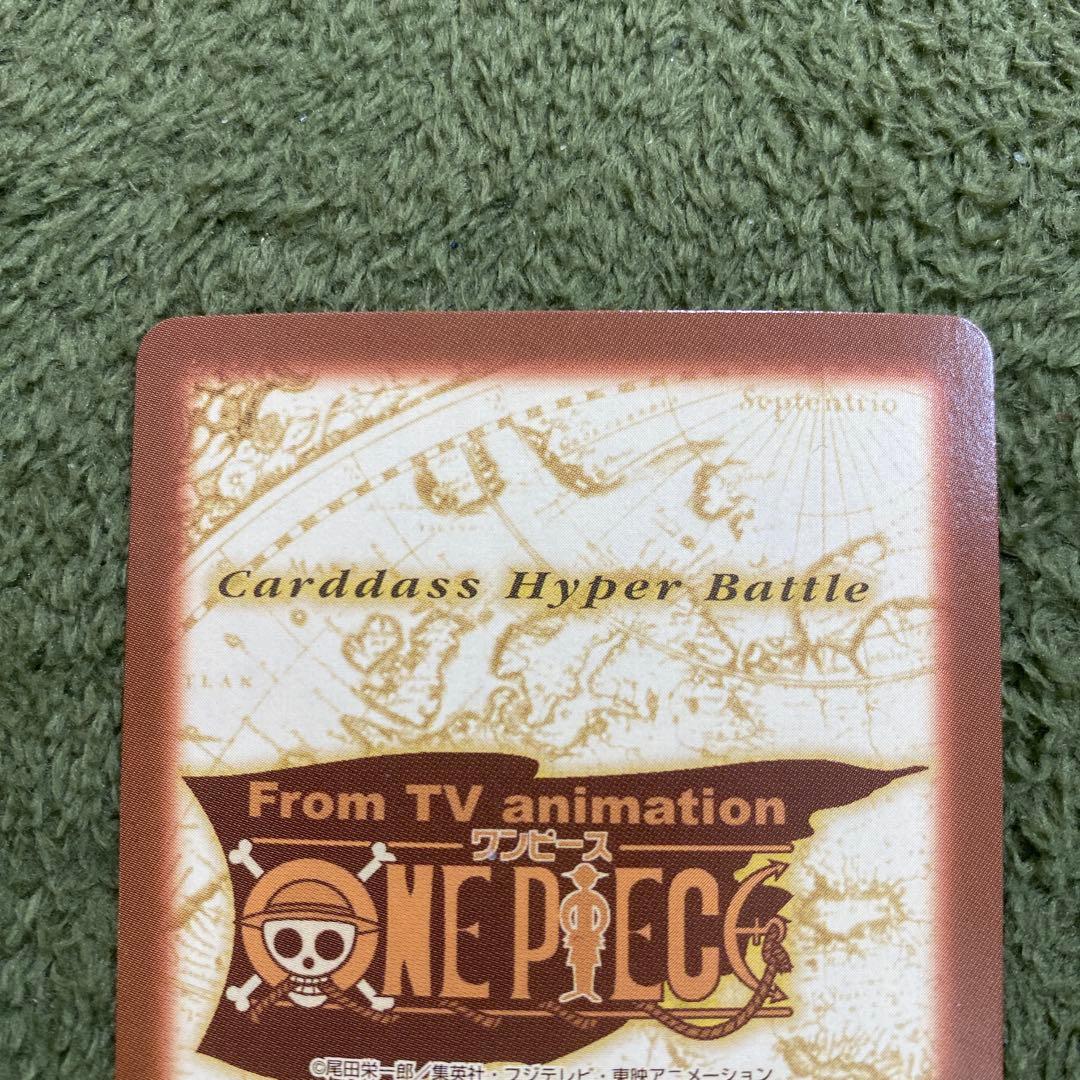 Septentrio
Carddass Hyper Battle
TLAN
From TV animation
ワンピース
ONE PIECE
©尾田栄一郎／集英社・フジテレビ・東映アニメーション